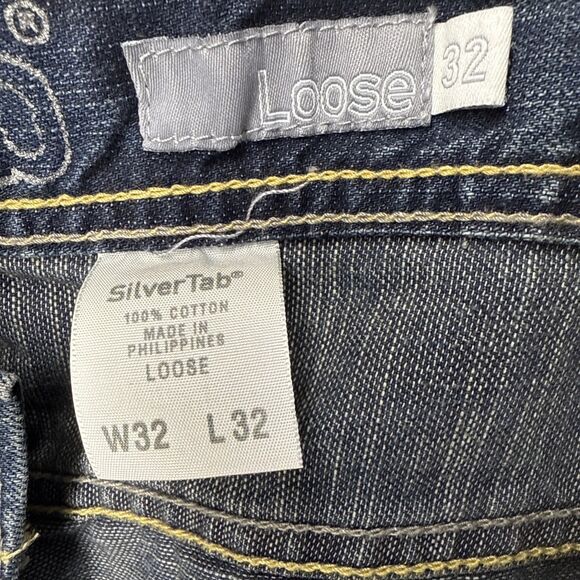 ®
Loose 32
SilverTab®
100% COTTON
MADE IN
PHILIPPINES
LOOSE
W32 L32